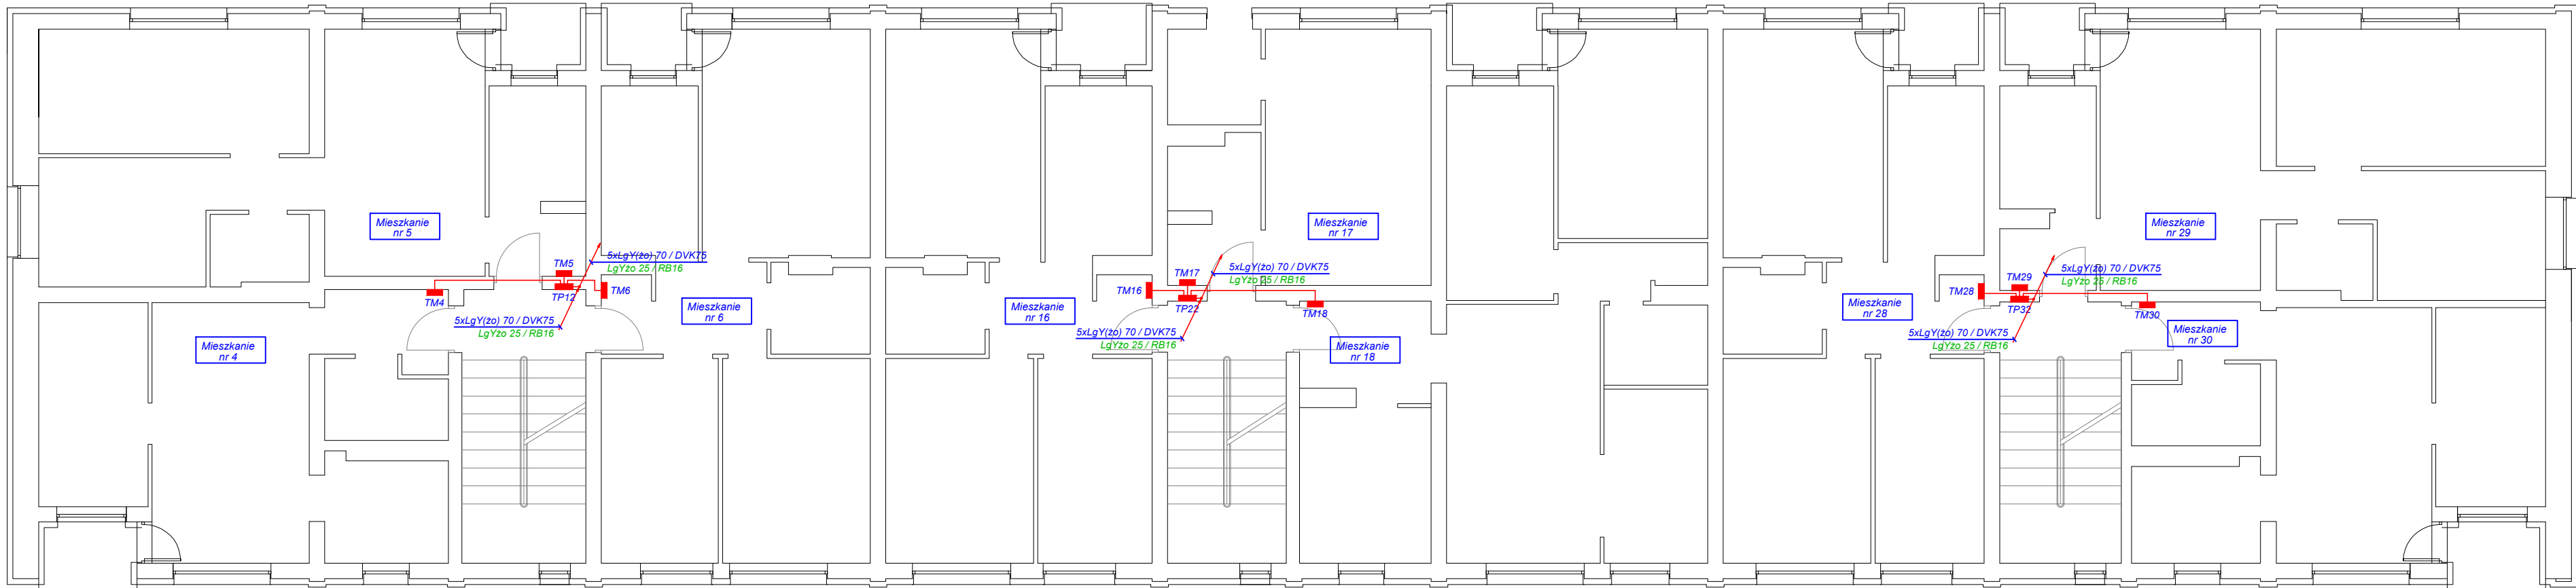 Mieszkanie
nr 5
TM5
5xLgY(żo) 70 / DVK75
LgYżo 25 / RB16
TM4
TP12
TM6
5xLgY(żo) 70 / DVK75
LgYżo 25 / RB16
Mieszkanie
nr 4
Mieszkanie
nr 6
Mieszkanie
nr 16
Mieszkanie
nr 17
TM17
5xLgY(żo) 70 / DVK75
LgYżo 25 / RB16
TM16
TP22
TM18
5xLgY(żo) 70 / DVK75
LgYżo 25 / RB16
Mieszkanie
nr 18
Mieszkanie
nr 28
Mieszkanie
nr 29
TM29
5xLgY(żo) 70 / DVK75
LgYżo 25 / RB16
TM28
TP32
TM30
5xLgY(żo) 70 / DVK75
LgYżo 25 / RB16
Mieszkanie
nr 30